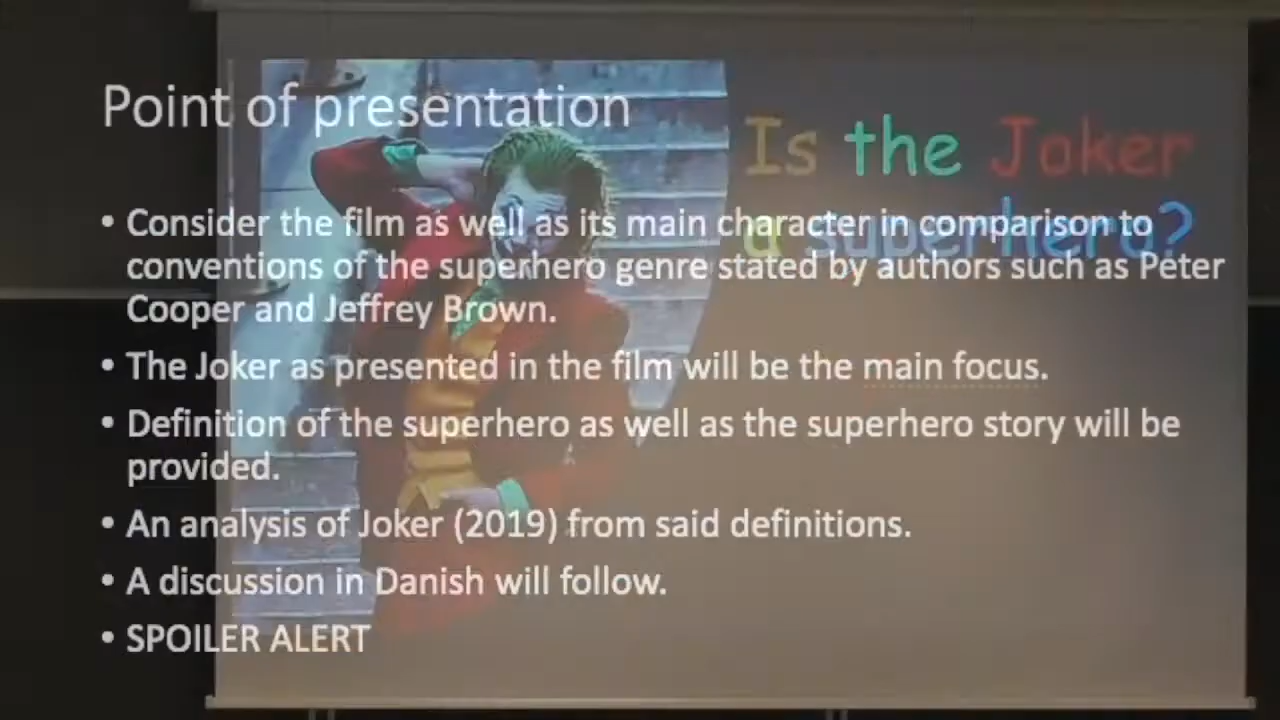 Point of presentation
Is the Joker
a superhero?
• Consider the film as well as its main character in comparison to
conventions of the superhero genre stated by authors such as Peter
Cooper and Jeffrey Brown.
• The Joker as presented in the film will be the main focus.
• Definition of the superhero as well as the superhero story will be
provided.
• An analysis of Joker (2019) from said definitions.
• A discussion in Danish will follow.
• SPOILER ALERT